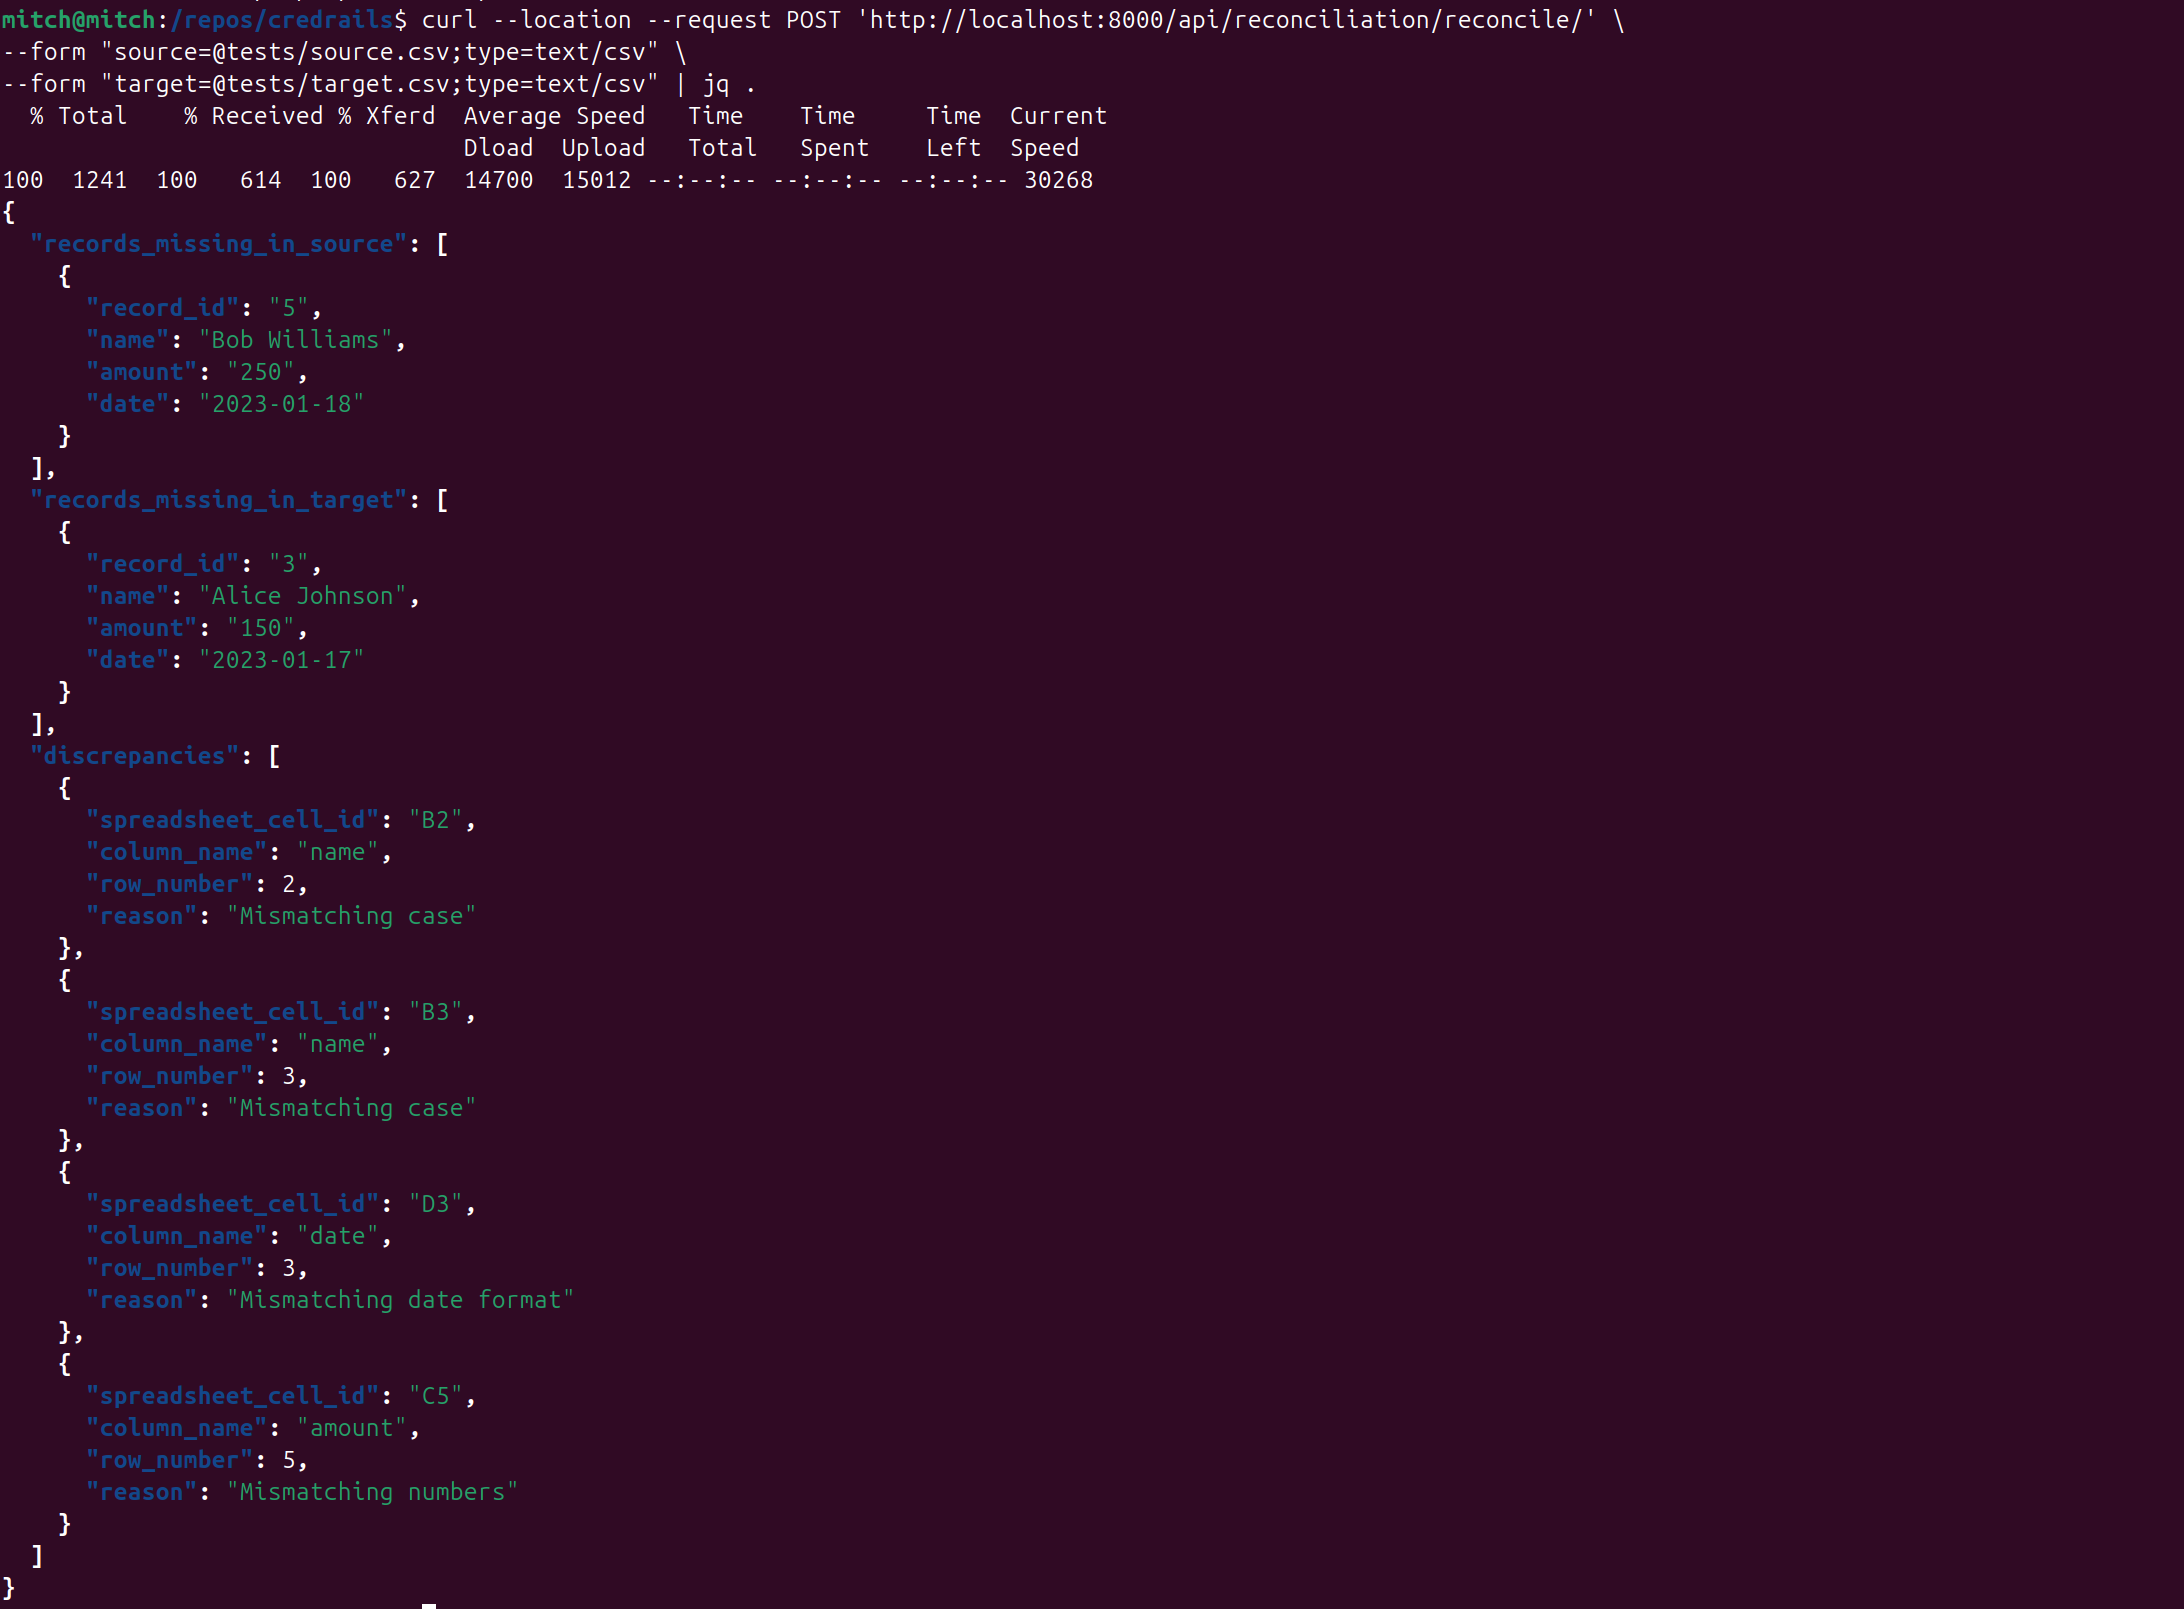 mitch@mitch:/repos/credrails$ curl --location --request POST 'http://localhost:8000/api/reconciliation/reconcile/' \
--form "source=@tests/source.csv;type=text/csv" \
--form "target=@tests/target.csv;type=text/csv" | jq .
  % Total    % Received % Xferd  Average Speed   Time    Time     Time  Current
                                 Dload  Upload   Total   Spent    Left  Speed
100  1241  100   614  100   627  14700  15012 --:--:-- --:--:-- --:--:-- 30268
{
  "records_missing_in_source": [
    {
      "record_id": "5",
      "name": "Bob Williams",
      "amount": "250",
      "date": "2023-01-18"
    }
  ],
  "records_missing_in_target": [
    {
      "record_id": "3",
      "name": "Alice Johnson",
      "amount": "150",
      "date": "2023-01-17"
    }
  ],
  "discrepancies": [
    {
      "spreadsheet_cell_id": "B2",
      "column_name": "name",
      "row_number": 2,
      "reason": "Mismatching case"
    },
    {
      "spreadsheet_cell_id": "B3",
      "column_name": "name",
      "row_number": 3,
      "reason": "Mismatching case"
    },
    {
      "spreadsheet_cell_id": "D3",
      "column_name": "date",
      "row_number": 3,
      "reason": "Mismatching date format"
    },
    {
      "spreadsheet_cell_id": "C5",
      "column_name": "amount",
      "row_number": 5,
      "reason": "Mismatching numbers"
    }
  ]
}